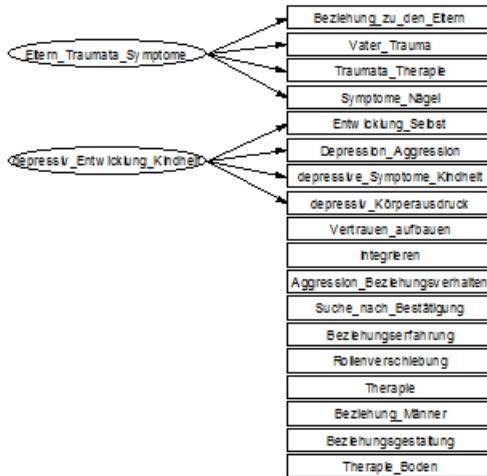 Beziehung_zu_den_Eltern
Eltern_Traumata_Symptome
Vater_Trauma
Traumata_Therapie
Symptome_Nägel
Entwicklung_Selbst
depressiv_Entwicklung_Kindheit
Depression_Aggression
depressive_Symptome_Kindheit
depressiv_Körperausdruck
Vertrauen_aufbauen
Integrieren
Aggression_Beziehungsverhalten
Suche_nach_Bestätigung
Beziehungserfahrung
Rollenverschiebung
Therapie
Beziehung_Männer
Beziehungsgestaltung
Therapie_Boden